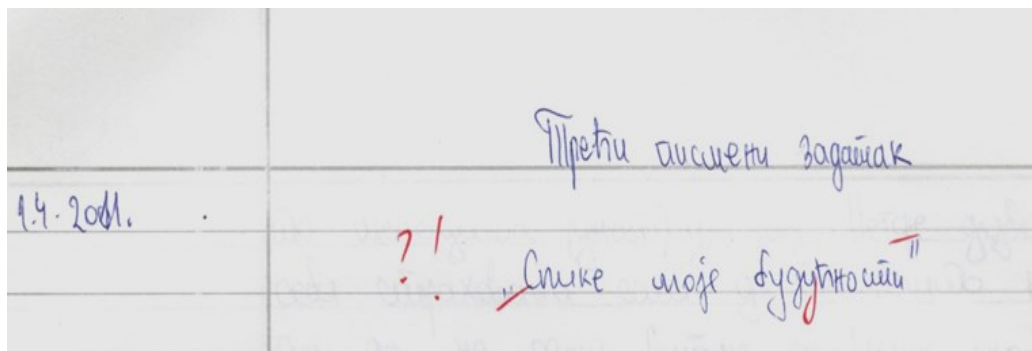 Трећи писмени задатак
1.4.2011.
?! „Слике моје будућности"